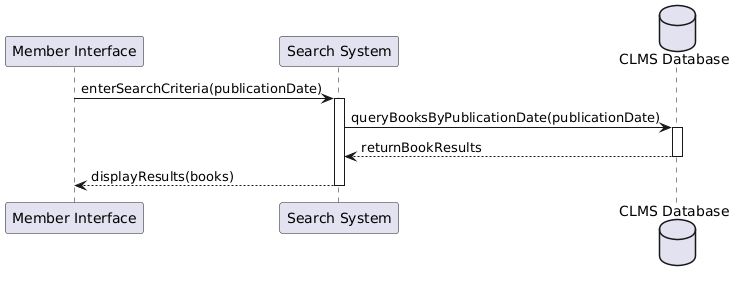 Member Interface
Search System
CLMS Database
enterSearchCriteria(publicationDate)
queryBooksByPublicationDate(publicationDate)
returnBookResults
displayResults(books)
Member Interface
Search System
CLMS Database